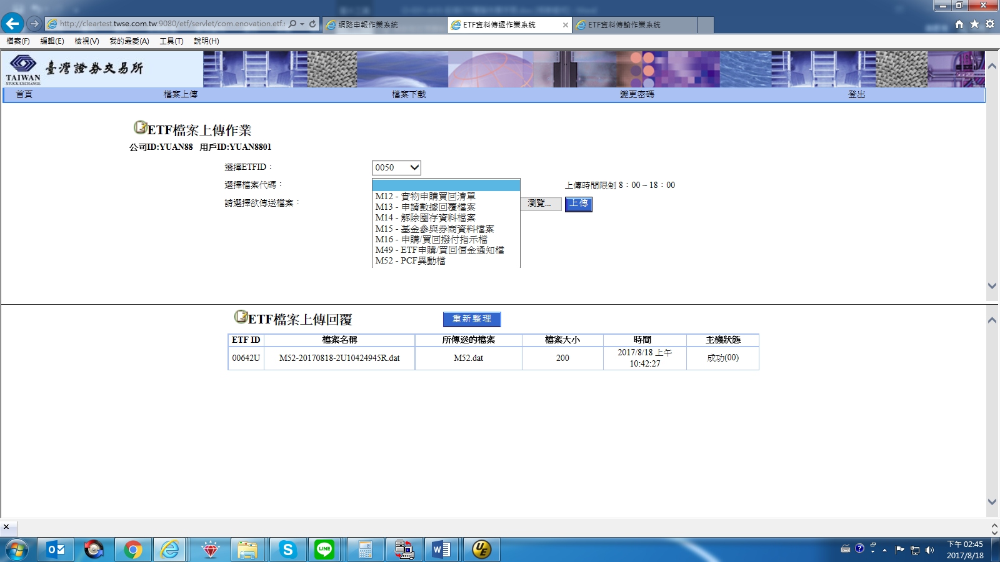 http://cleartest.twse.com.tw:9080/etf/servlet/com.enovation.etf.s
網路申報作業系統
ETF資料傳遞作業系統
ETF資料傳輸作業系統
檔案(F) 編輯(E) 檢視(V) 我的最愛(A) 工具(T) 說明(H)
TAIWAN
STOCK EXCHANGE
臺灣證券交易所
首頁 檔案上傳 檔案下載 變更密碼 登出
ETF檔案上傳作業
公司ID:YUAN88 用戶ID:YUAN8801
選擇ETFID：
0050
選擇檔案代碼：
上傳時間限制 8：00 ~ 18：00
請選擇欲傳送檔案：
瀏覽...
上傳
M12 - 實物申購買回清單
M13 - 申請數據回覆檔案
M14 - 解除圈存資料檔案
M15 - 基金參與券商資料檔案
M16 - 申購/買回撥付指示檔
M49 - ETF申購/買回價金通知檔
M52 - PCF異動檔
ETF檔案上傳回覆
重新整理
ETF ID 檔案名稱 所傳送的檔案 檔案大小 時間 主機狀態
00642U M52-20170818-2U10424945R.dat M52.dat 200 2017/8/18 上午 10:42:27 成功(00)
下午 02:45
2017/8/18